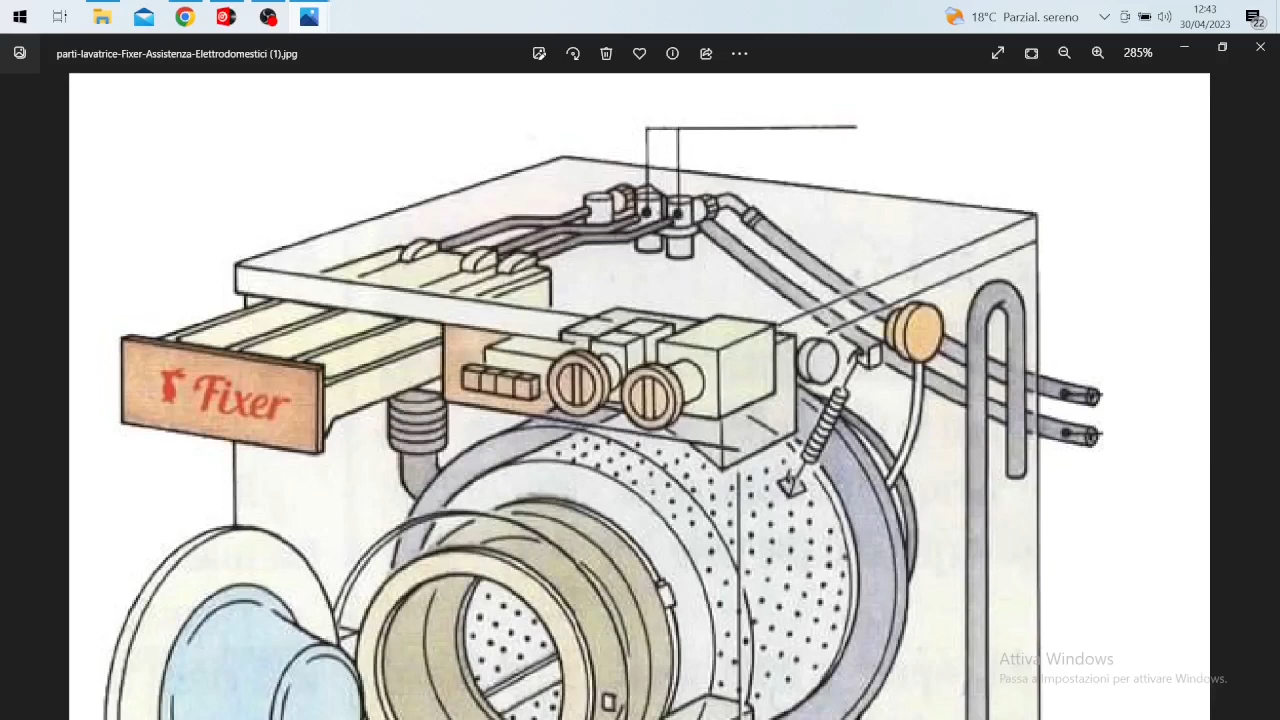 12:43
18°C Parzial. sereno
30/04/2023
22
parti-lavatrice-Fixer-Assistenza-Elettrodomestici (1).jpg
285%
Fixer
Attiva Windows
Passa a Impostazioni per attivare Windows.